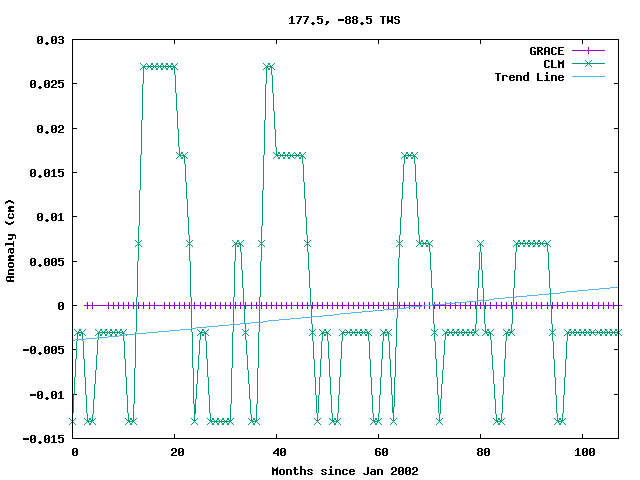 177.5, -88.5 TWS
GRACE
CLM
Trend Line
0.03
0.025
0.02
0.015
0.01
0.005
0
-0.005
-0.01
-0.015
Anomaly (cm)
0 20 40 60 80 100
Months since Jan 2002